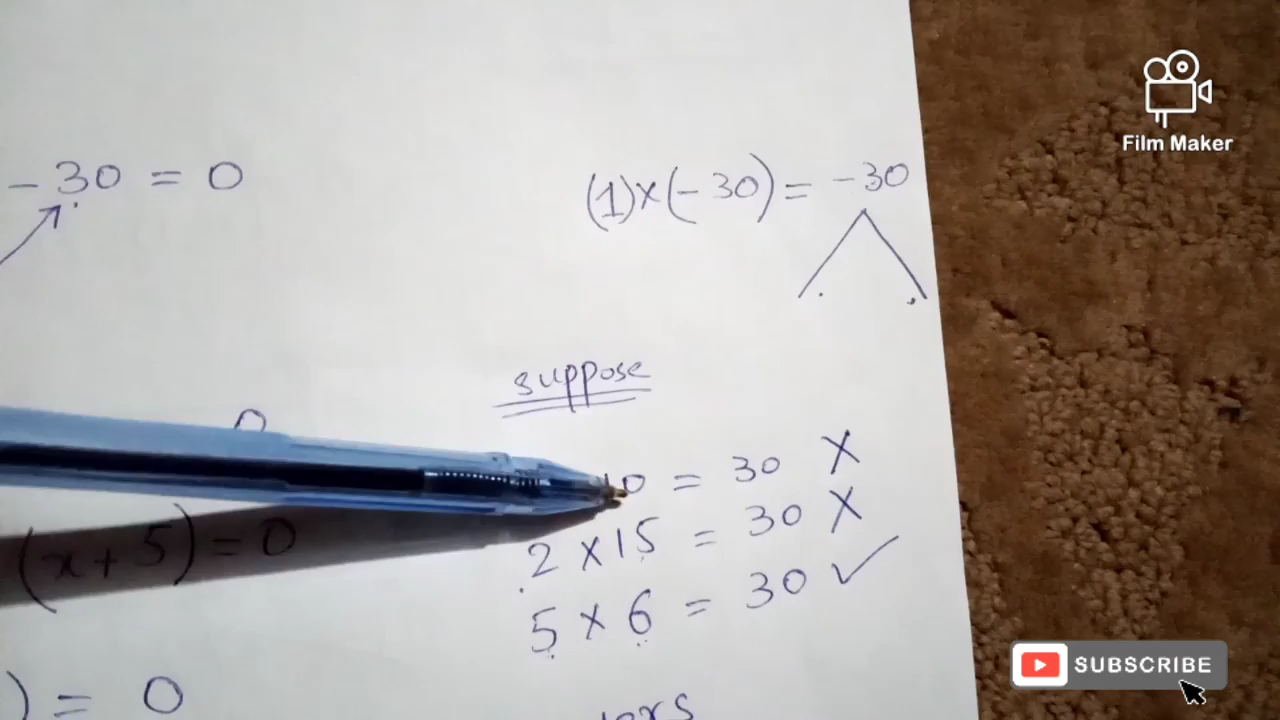 - 30 = 0
(1)×(-30) = -30
suppose
10 = 30 X
2 × 15 = 30 X
(x+5) = 0
5 × 6 = 30 ✓
) = 0
Film Maker
SUBSCRIBE